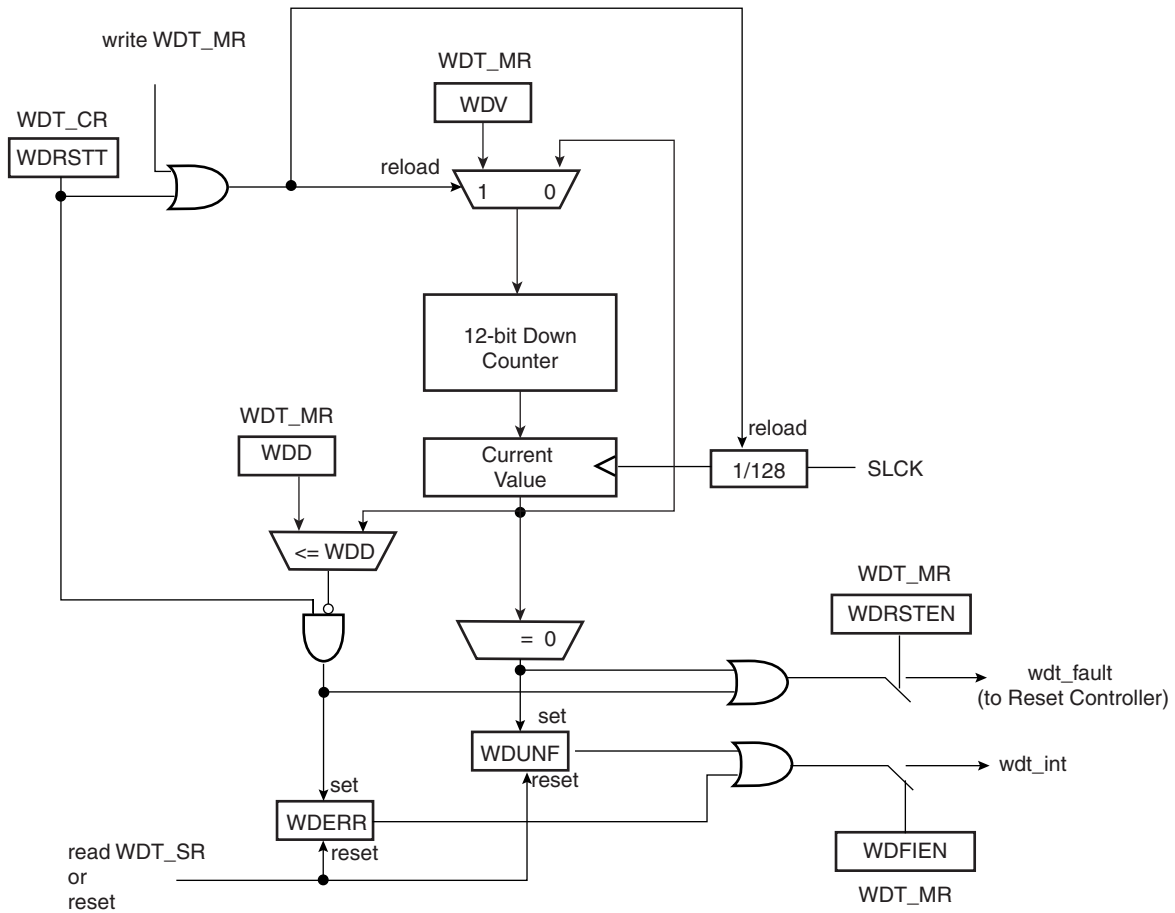 write WDT_MR
WDT_MR
WDV
WDT_CR
WDRSTT
reload
1 0
12-bit Down
Counter
WDT_MR
WDD
reload
Current
Value
1/128
SLCK
<= WDD
WDT_MR
WDRSTEN
= 0
wdt_fault
(to Reset Controller)
set
WDUNF
reset
wdt_int
set
WDERR
reset
read WDT_SR
or
reset
WDFIEN
WDT_MR